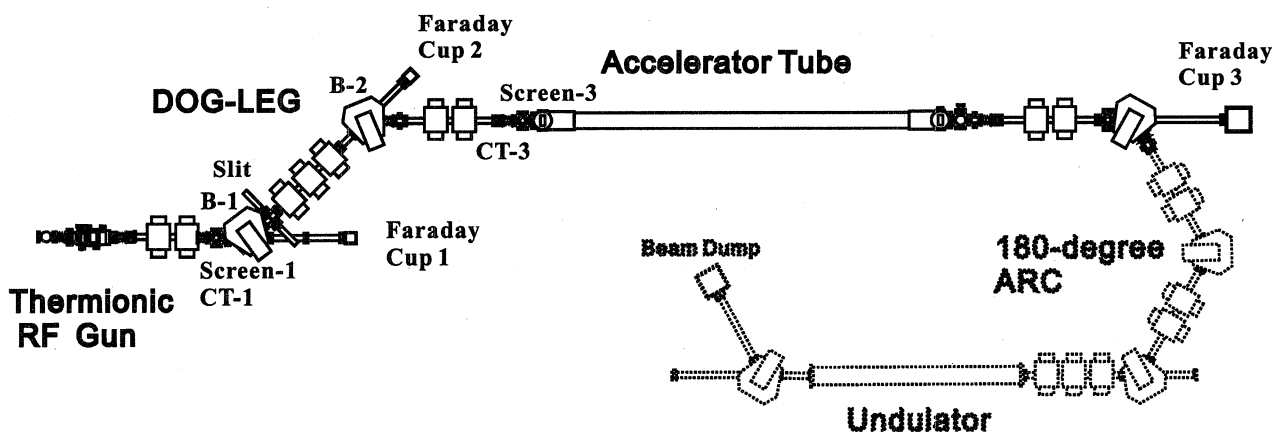 Faraday
Cup 2
Accelerator Tube
Faraday
Cup 3
B-2
Screen-3
DOG-LEG
CT-3
Slit
B-1
Faraday
Cup 1
Beam Dump
180-degree
ARC
Screen-1
CT-1
Thermionic
RF Gun
Undulator